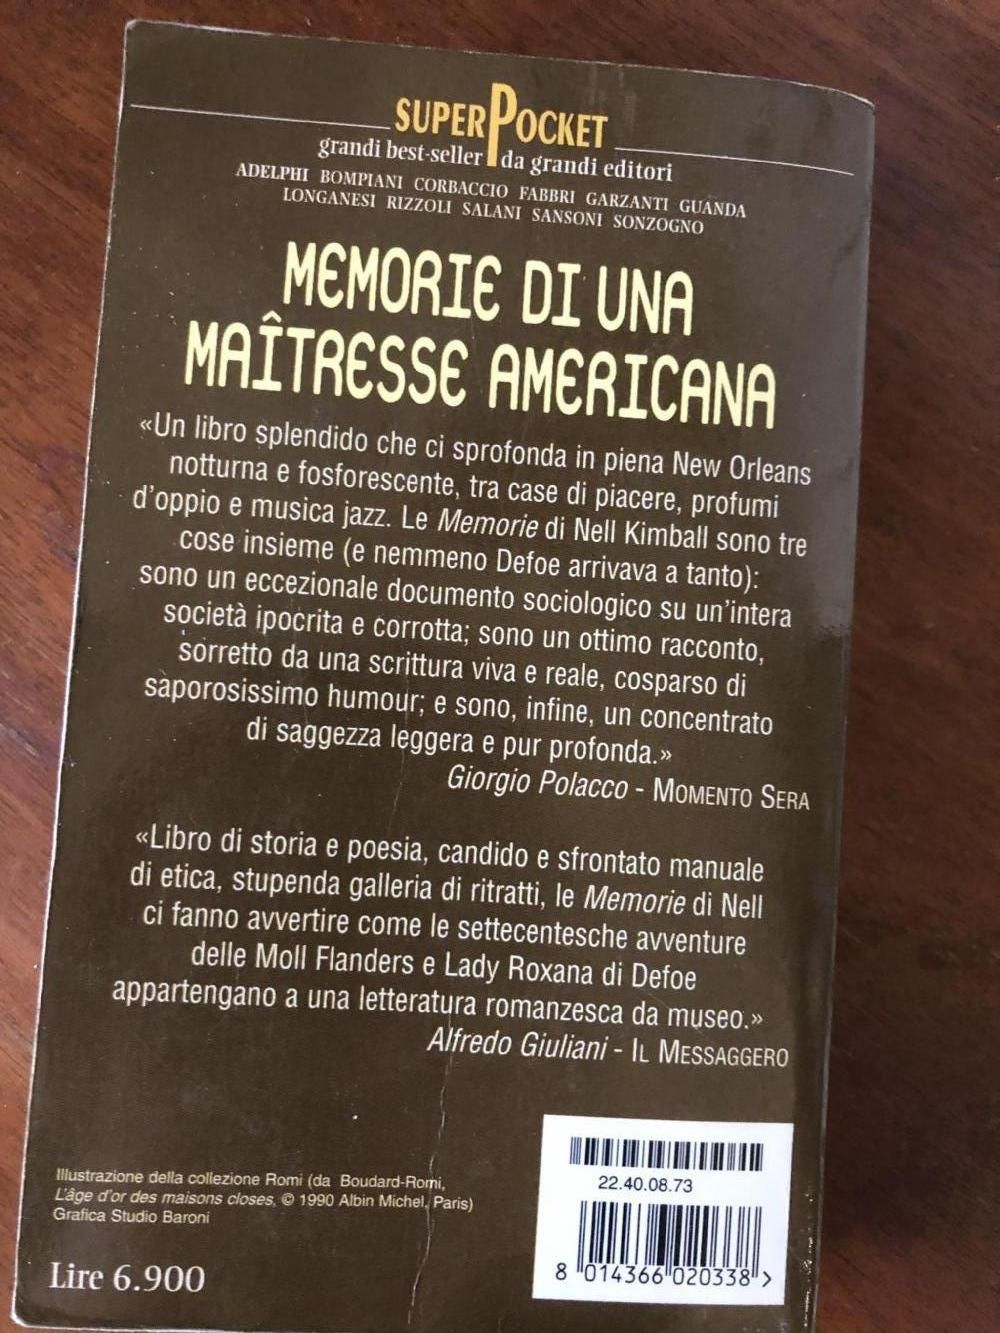 SUPERPOCKET
grandi best-seller da grandi editori
ADELPHI BOMPIANI CORBACCIO FABBRI GARZANTI GUANDA
LONGANESI RIZZOLI SALANI SANSONI SONZOGNO
MEMORIE DI UNA
MAÎTRESSE AMERICANA
«Un libro splendido che ci sprofonda in piena New Orleans
notturna e fosforescente, tra case di piacere, profumi
d'oppio e musica jazz. Le Memorie di Nell Kimball sono tre
cose insieme (e nemmeno Defoe arrivava a tanto):
sono un eccezionale documento sociologico su un'intera
società ipocrita e corrotta; sono un ottimo racconto,
sorretto da una scrittura viva e reale, cosparso di
saporosissimo humour; e sono, infine, un concentrato
di saggezza leggera e pur profonda.»
Giorgio Polacco - MOMENTO SERA
«Libro di storia e poesia, candido e sfrontato manuale
di etica, stupenda galleria di ritratti, le Memorie di Nell
ci fanno avvertire come le settecentesche avventure
delle Moll Flanders e Lady Roxana di Defoe
appartengano a una letteratura romanzesca da museo.»
Alfredo Giuliani - IL MESSAGGERO
Illustrazione della collezione Romi (da Boudard-Romi,
L'âge d'or des maisons closes, © 1990 Albin Michel, Paris)
Grafica Studio Baroni
Lire 6.900
22.40.08.73
8 014366 020338 >